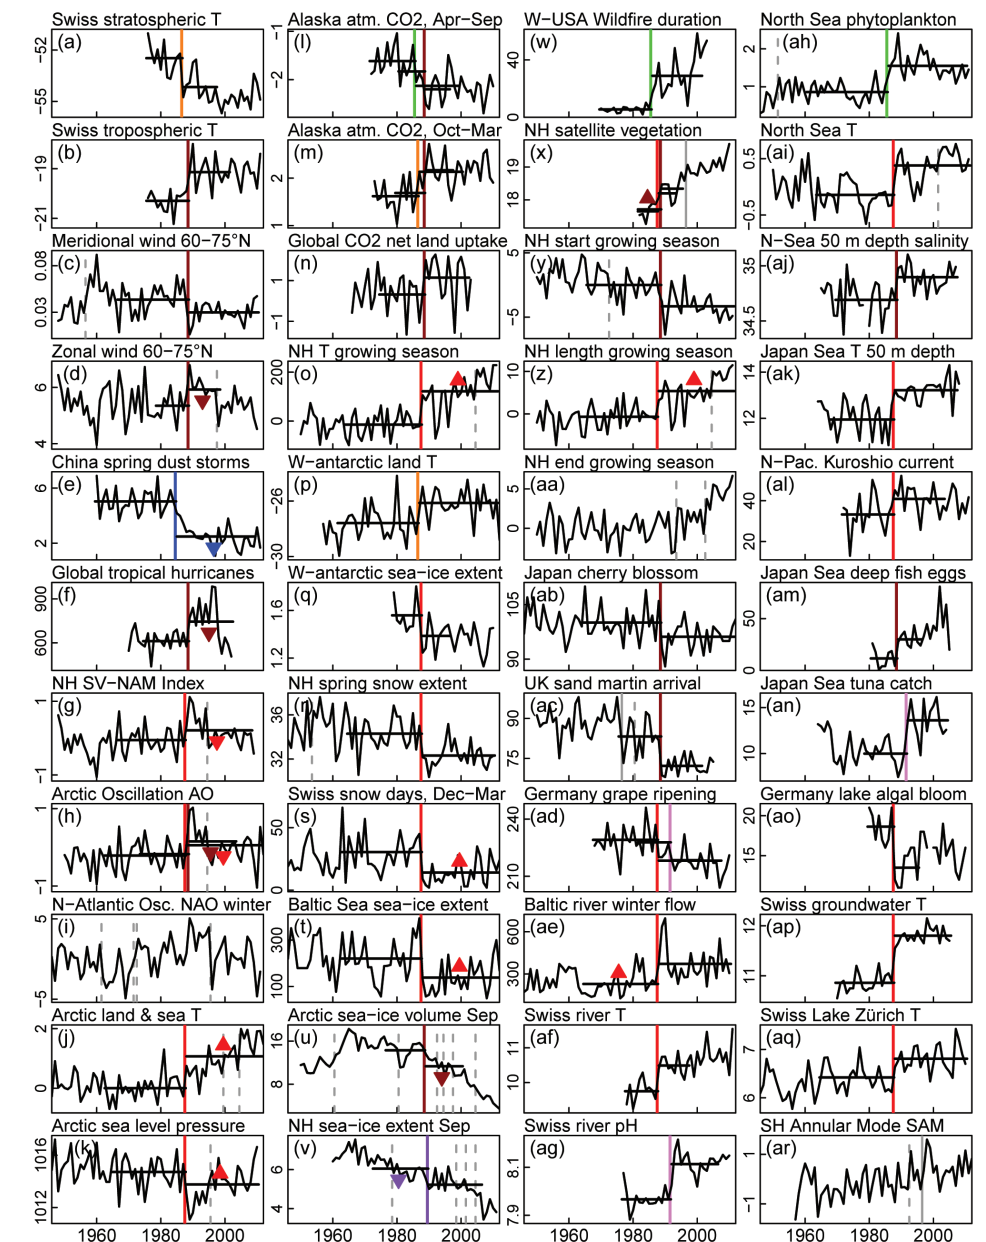 Swiss stratospheric T
(a)
−52
−55
Swiss tropospheric T
(b)
−19
−21
Meridional wind 60−75°N
(c)
0.08
0.03
Zonal wind 60−75°N
(d)
6
4
China spring dust storms
(e)
6
2
Global tropical hurricanes
(f)
900
600
NH SV−NAM Index
(g)
1
−1
Arctic Oscillation AO
(h)
1
−1
N−Atlantic Osc. NAO winter
(i)
5
−5
Arctic land & sea T
(j)
2
0
Arctic sea level pressure
(k)
1016
1012
1960 1980 2000
Alaska atm. CO2, Apr−Sep
(l)
−1
−2
Alaska atm. CO2, Oct−Mar
(m)
2
1
Global CO2 net land uptake
(n)
1
−1
NH T growing season
(o)
200
0
W−antarctic land T
(p)
−26
−30
W−antarctic sea−ice extent
(q)
1.6
1.2
NH spring snow extent
(r)
36
32
Swiss snow days, Dec−Mar
(s)
50
0
Baltic Sea sea−ice extent
(t)
300
100
Arctic sea−ice volume Sep
(u)
16
8
NH sea−ice extent Sep
(v)
6
4
1960 1980 2000
W−USA Wildfire duration
(w)
40
0
NH satellite vegetation
(x)
19
18
NH start growing season
(y)
5
−5
NH length growing season
(z)
10
0
NH end growing season
(aa)
5
0
Japan cherry blossom
(ab)
105
90
UK sand martin arrival
(ac)
90
75
Germany grape ripening
(ad)
240
210
Baltic river winter flow
(ae)
600
300
Swiss river T
(af)
11
10
Swiss river pH
(ag)
8.1
7.9
1960 1980 2000
North Sea phytoplankton
(ah)
2
1
North Sea T
(ai)
0.5
−0.5
N−Sea 50 m depth salinity
(aj)
35
34.5
Japan Sea T 50 m depth
(ak)
14
12
N−Pac. Kuroshio current
(al)
40
20
Japan Sea deep fish eggs
(am)
50
0
Japan Sea tuna catch
(an)
15
10
Germany lake algal bloom
(ao)
20
15
Swiss groundwater T
(ap)
12
11
Swiss Lake Zürich T
(aq)
7
6
SH Annular Mode SAM
(ar)
1
−1
1960 1980 2000